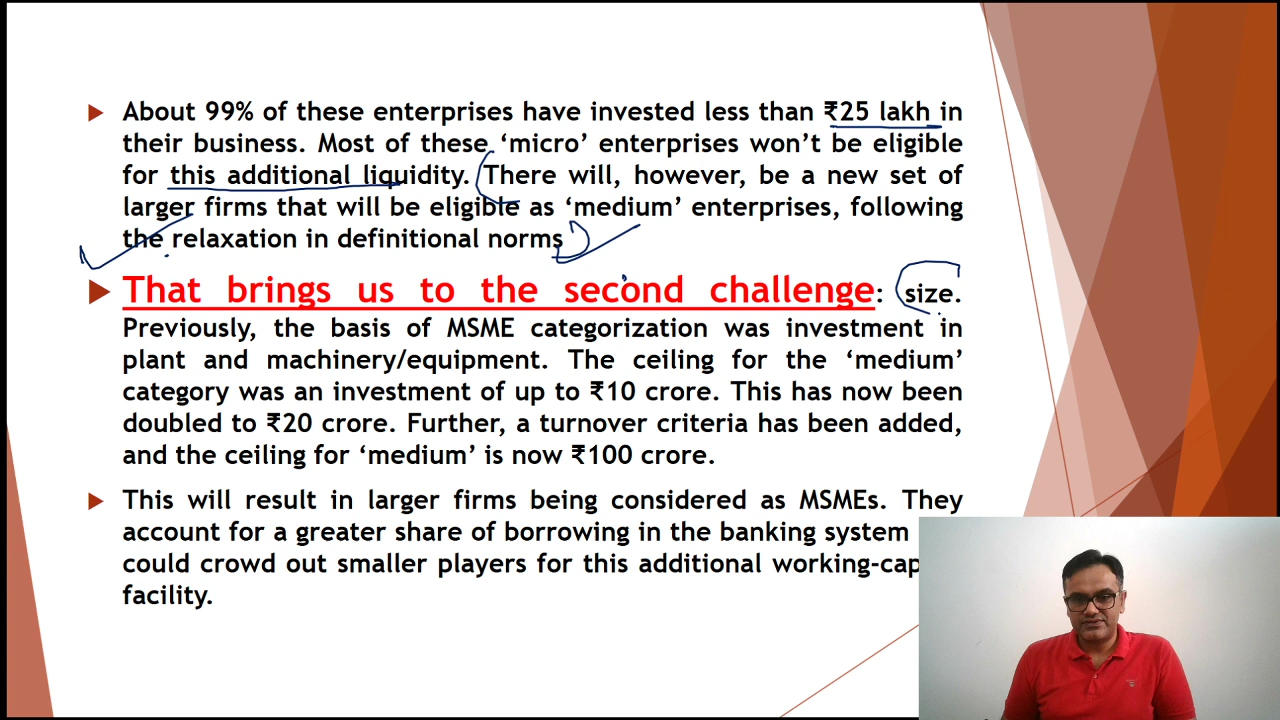 About 99% of these enterprises have invested less than ₹25 lakh in
their business. Most of these ‘micro’ enterprises won’t be eligible
for this additional liquidity. There will, however, be a new set of
larger firms that will be eligible as ‘medium’ enterprises, following
the relaxation in definitional norms
That brings us to the second challenge: size.
Previously, the basis of MSME categorization was investment in
plant and machinery/equipment. The ceiling for the ‘medium’
category was an investment of up to ₹10 crore. This has now been
doubled to ₹20 crore. Further, a turnover criteria has been added,
and the ceiling for ‘medium’ is now ₹100 crore.
This will result in larger firms being considered as MSMEs. They
account for a greater share of borrowing in the banking system
could crowd out smaller players for this additional
facility.